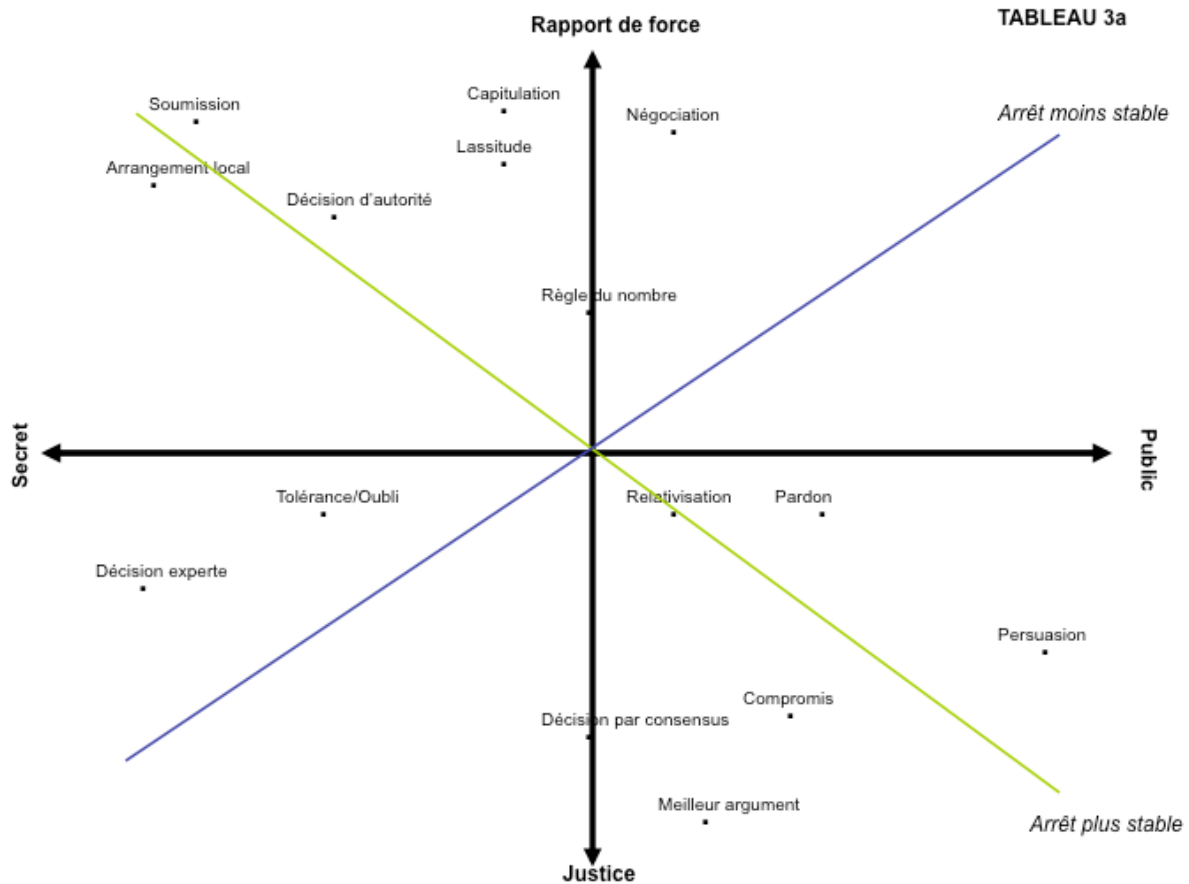 TABLEAU 3a
Rapport de force
Capitulation
Soumission
Négociation
Arrêt moins stable
Lassitude
Arrangement local
Décision d'autorité
Règle du nombre
Secret
Public
Tolérance/Oubli
Relativisation
Pardon
Décision experte
Persuasion
Compromis
Décision par consensus
Meilleur argument
Arrêt plus stable
Justice